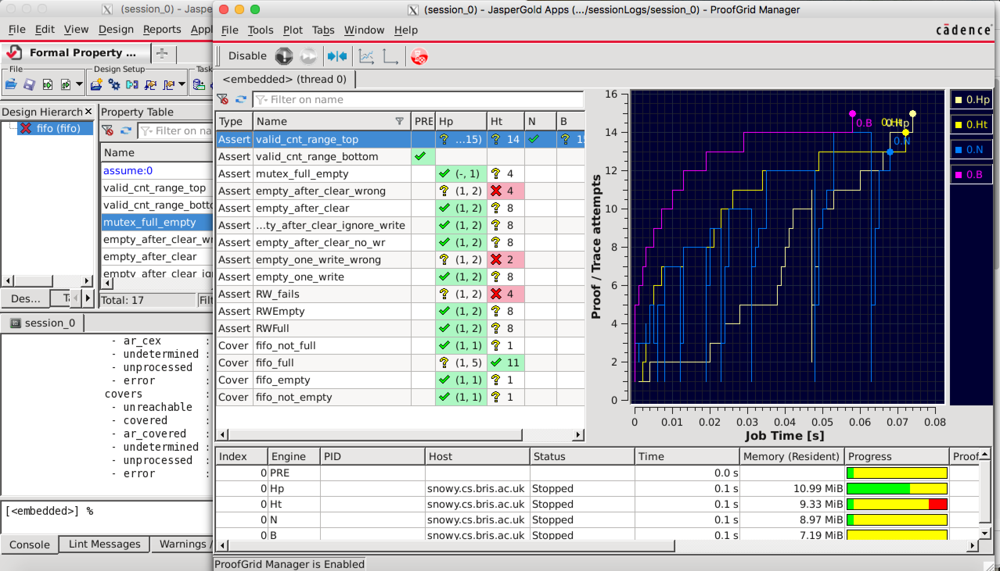 (session_0) - Jaspe
File Edit View Design Reports Appl
Formal Property ...
File Design Setup Task
Design Hierarch
Property Table
fifo (fifo)
Filter on na
Name
assume:0
valid_cnt_range_top
valid_cnt_range_botto
mutex_full_empty
empty_after_clear_wr
empty_after_clear
empty_after_clear_ign
Des...
Total: 17
Filt
session_0
- ar_cex :
- undetermined :
- unprocessed :
- error :
covers :
- unreachable :
- covered :
- ar_covered :
- undetermined :
- unprocessed :
- error :
[<embedded>] %
Console Lint Messages Warnings /
(session_0) - JasperGold Apps (.../sessionLogs/session_0) - ProofGrid Manager
File Tools Plot Tabs Window Help
cādence
Disable
<embedded> (thread 0)
Filter on name
Type Name PRE Hp Ht N B
Assert valid_cnt_range_top ? ...15) ? 14 ?
Assert valid_cnt_range_bottom
Assert mutex_full_empty (-, 1) ? 4
Assert empty_after_clear_wrong ? (1, 2) 4
Assert empty_after_clear (1, 2) ? 8
Assert ...ty_after_clear_ignore_write (1, 2) ? 8
Assert empty_after_clear_no_wr (1, 2) ? 8
Assert empty_one_write_wrong ? (1, 2) 2
Assert empty_one_write (1, 2) ? 8
Assert RW_fails ? (1, 2) 4
Assert RWEmpty (1, 2) ? 8
Assert RWFull (1, 2) ? 8
Cover fifo_not_full (1, 1) ? 1
Cover fifo_full ? (1, 5) 11
Cover fifo_empty (1, 1) ? 1
Cover fifo_not_empty (1, 1) ? 1
Proof / Trace attempts
16
14
12
10
8
6
4
2
0
0.B
0.N
0 0.01 0.02 0.03 0.04 0.05 0.06 0.07 0.08
Job Time [s]
0.Hp
0.Ht
0.N
0.B
Index Engine PID Host Status Time Memory (Resident) Progress Proof
0 PRE 0.0 s
0 Hp snowy.cs.bris.ac.uk Stopped 0.1 s 10.99 MiB
0 Ht snowy.cs.bris.ac.uk Stopped 0.1 s 9.33 MiB
0 N snowy.cs.bris.ac.uk Stopped 0.1 s 8.97 MiB
0 B snowy.cs.bris.ac.uk Stopped 0.1 s 7.19 MiB
ProofGrid Manager is Enabled